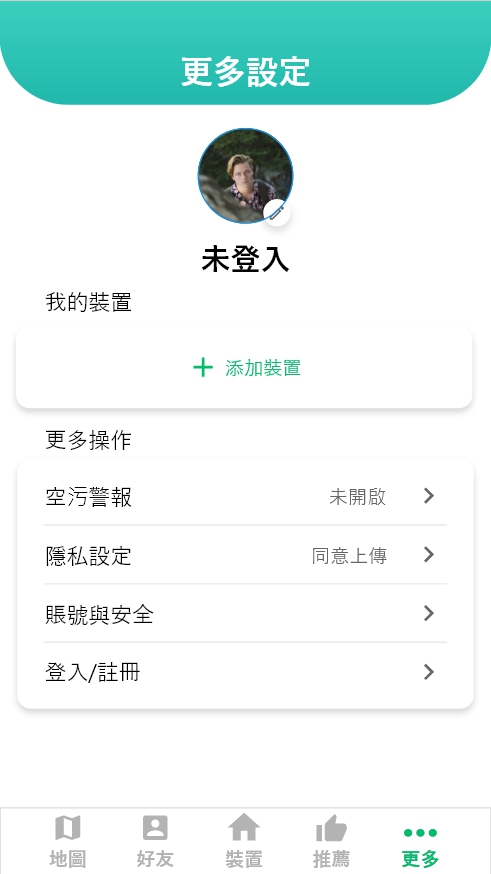 更多設定
未登入
我的裝置
添加裝置
更多操作
空污警報 未開啟
隱私設定 同意上傳
賬號與安全
登入/註冊
地圖 好友 裝置 推薦 更多